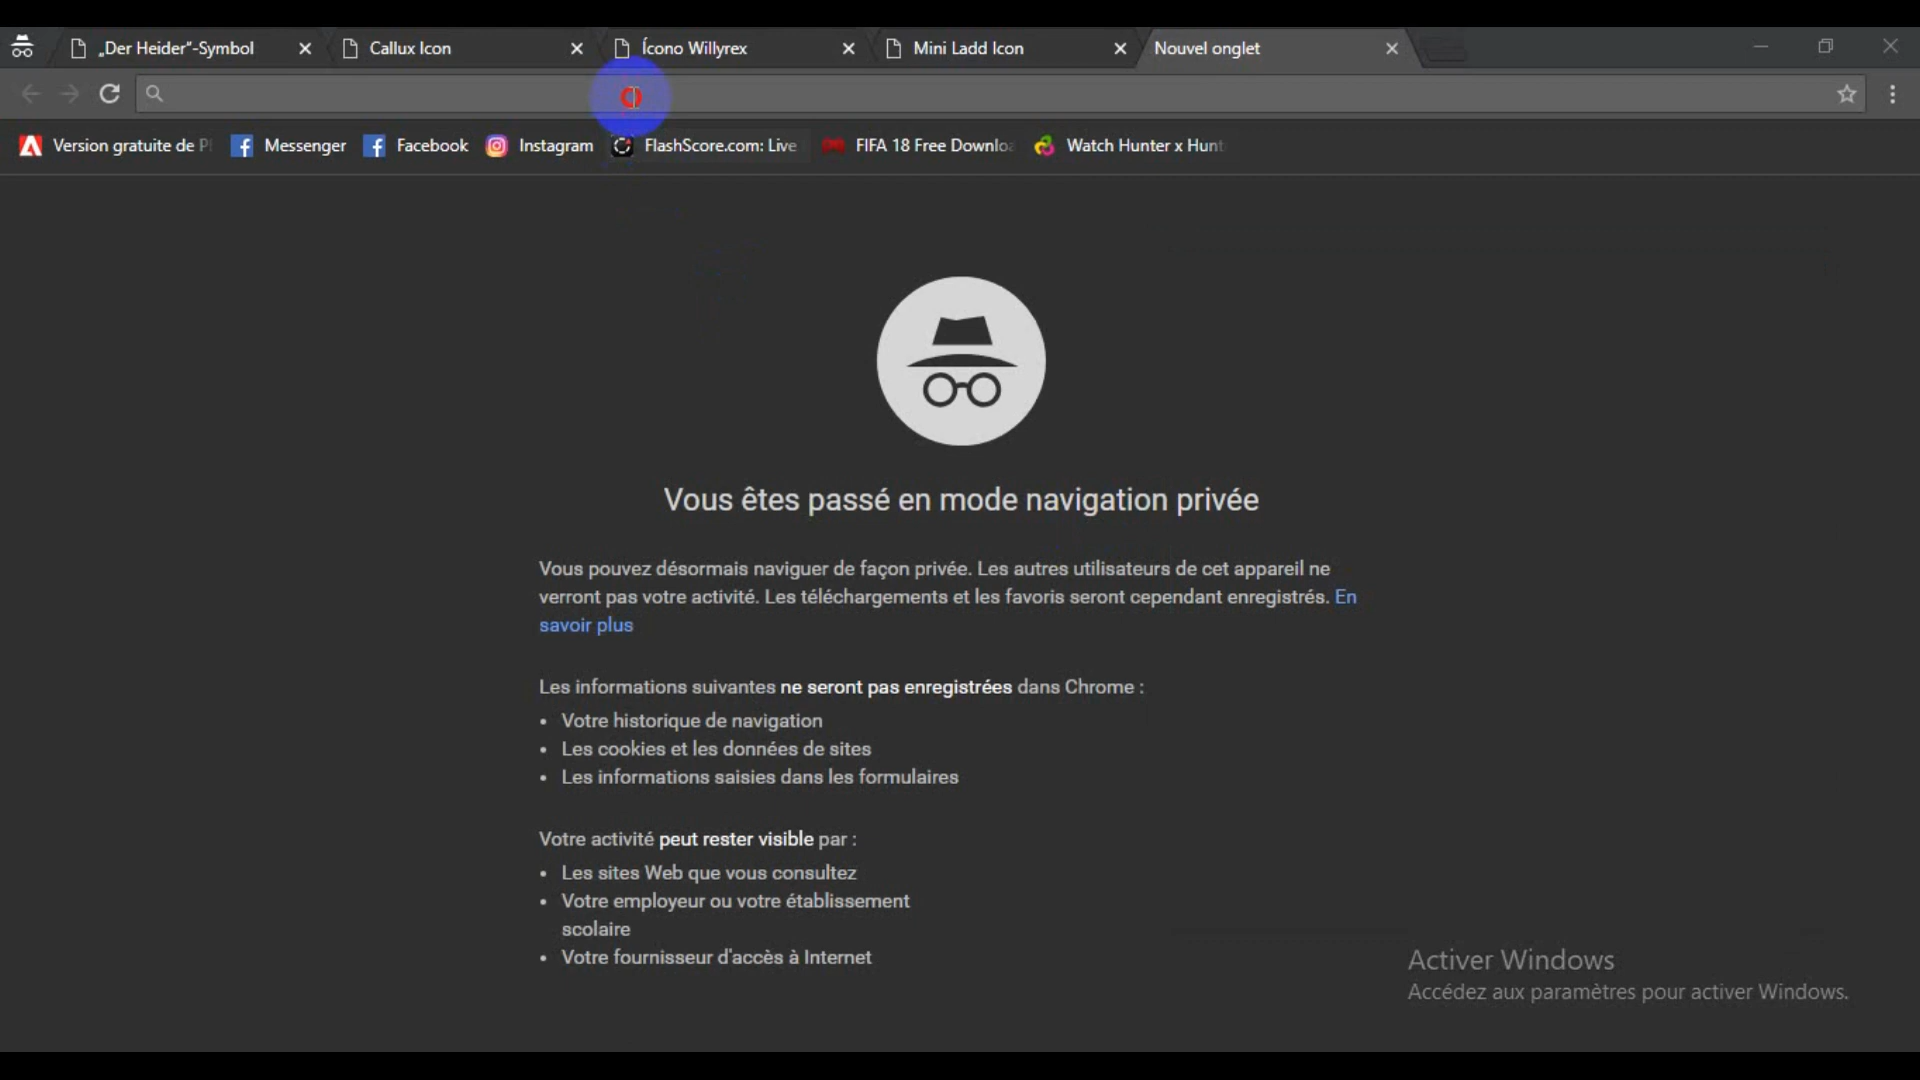 „Der Heider“-Symbol
Callux Icon
Ícono Willyrex
Mini Ladd Icon
Nouvel onglet
Version gratuite de
Messenger
Facebook
Instagram
FlashScore.com: Live
FIFA 18 Free Downlo
Watch Hunter x Hunt
Vous êtes passé en mode navigation privée
Vous pouvez désormais naviguer de façon privée. Les autres utilisateurs de cet appareil ne
verront pas votre activité. Les téléchargements et les favoris seront cependant enregistrés. En
savoir plus
Les informations suivantes ne seront pas enregistrées dans Chrome :
• Votre historique de navigation
• Les cookies et les données de sites
• Les informations saisies dans les formulaires
Votre activité peut rester visible par :
• Les sites Web que vous consultez
• Votre employeur ou votre établissement
scolaire
• Votre fournisseur d'accès à Internet
Activer Windows
Accédez aux paramètres pour activer Windows.